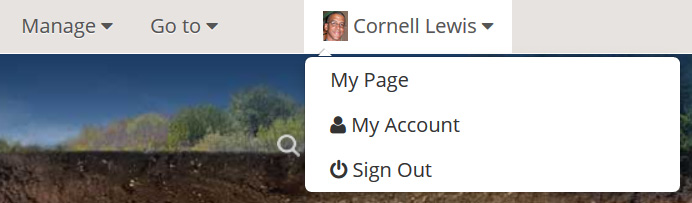 Manage Go to Cornell Lewis
My Page
My Account
Sign Out